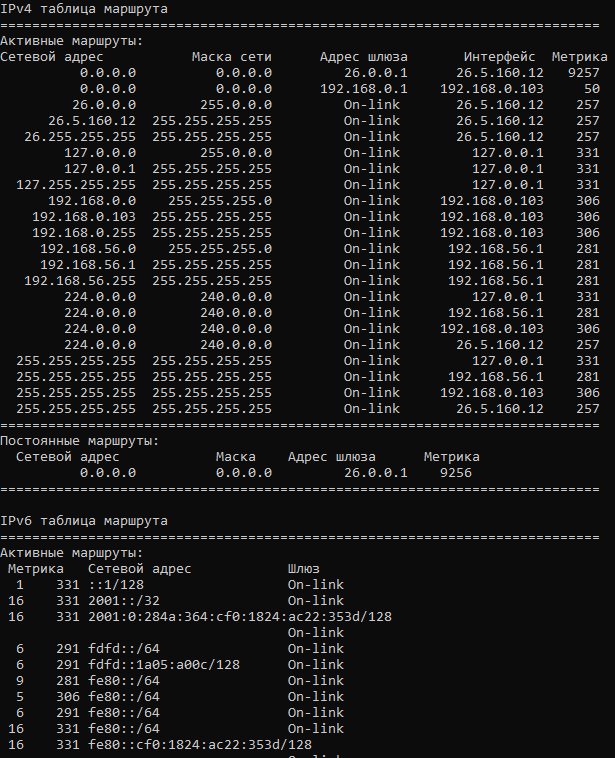 IPv4 таблица маршрута
===========================================================================
Активные маршруты:
Сетевой адрес           Маска сети      Адрес шлюза       Интерфейс  Метрика
          0.0.0.0          0.0.0.0         26.0.0.1      26.5.160.12   9257
          0.0.0.0          0.0.0.0      192.168.0.1    192.168.0.103     50
         26.0.0.0        255.0.0.0         On-link       26.5.160.12    257
      26.5.160.12  255.255.255.255         On-link       26.5.160.12    257
   26.255.255.255  255.255.255.255         On-link       26.5.160.12    257
        127.0.0.0        255.0.0.0         On-link         127.0.0.1    331
        127.0.0.1  255.255.255.255         On-link         127.0.0.1    331
  127.255.255.255  255.255.255.255         On-link         127.0.0.1    331
      192.168.0.0    255.255.255.0         On-link     192.168.0.103    306
    192.168.0.103  255.255.255.255         On-link     192.168.0.103    306
    192.168.0.255  255.255.255.255         On-link     192.168.0.103    306
     192.168.56.0    255.255.255.0         On-link      192.168.56.1    281
     192.168.56.1  255.255.255.255         On-link      192.168.56.1    281
   192.168.56.255  255.255.255.255         On-link      192.168.56.1    281
        224.0.0.0        240.0.0.0         On-link         127.0.0.1    331
        224.0.0.0        240.0.0.0         On-link      192.168.56.1    281
        224.0.0.0        240.0.0.0         On-link     192.168.0.103    306
        224.0.0.0        240.0.0.0         On-link       26.5.160.12    257
  255.255.255.255  255.255.255.255         On-link         127.0.0.1    331
  255.255.255.255  255.255.255.255         On-link      192.168.56.1    281
  255.255.255.255  255.255.255.255         On-link     192.168.0.103    306
  255.255.255.255  255.255.255.255         On-link       26.5.160.12    257
===========================================================================
Постоянные маршруты:
  Сетевой адрес            Маска    Адрес шлюза      Метрика
          0.0.0.0          0.0.0.0         26.0.0.1    9256
===========================================================================
IPv6 таблица маршрута
===========================================================================
Активные маршруты:
 Метрика   Сетевой адрес            Шлюз
  1    331 ::1/128                  On-link
 16    331 2001::/32                On-link
 16    331 2001:0:284a:364:cf0:1824:ac22:353d/128
                                    On-link
  6    291 fdfd::/64                On-link
  6    291 fdfd::1a05:a00c/128      On-link
  9    281 fe80::/64                On-link
  5    306 fe80::/64                On-link
  6    291 fe80::/64                On-link
 16    331 fe80::/64                On-link
 16    331 fe80::cf0:1824:ac22:353d/128
                                    On-link